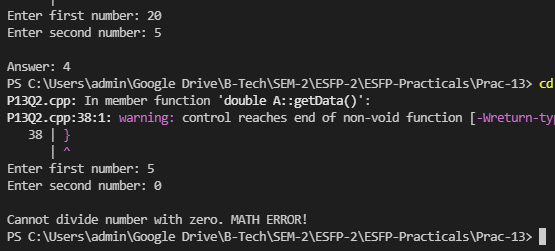 |
Enter first number: 20
Enter second number: 5
Answer: 4
PS C:\Users\admin\Google Drive\B-Tech\SEM-2\ESFP-2\ESFP-Practicals\Prac-13> cd
P13Q2.cpp: In member function 'double A::getData()':
P13Q2.cpp:38:1: warning: control reaches end of non-void function [-Wreturn-typ
38 | }
| ^
Enter first number: 5
Enter second number: 0
Cannot divide number with zero. MATH ERROR!
PS C:\Users\admin\Google Drive\B-Tech\SEM-2\ESFP-2\ESFP-Practicals\Prac-13>